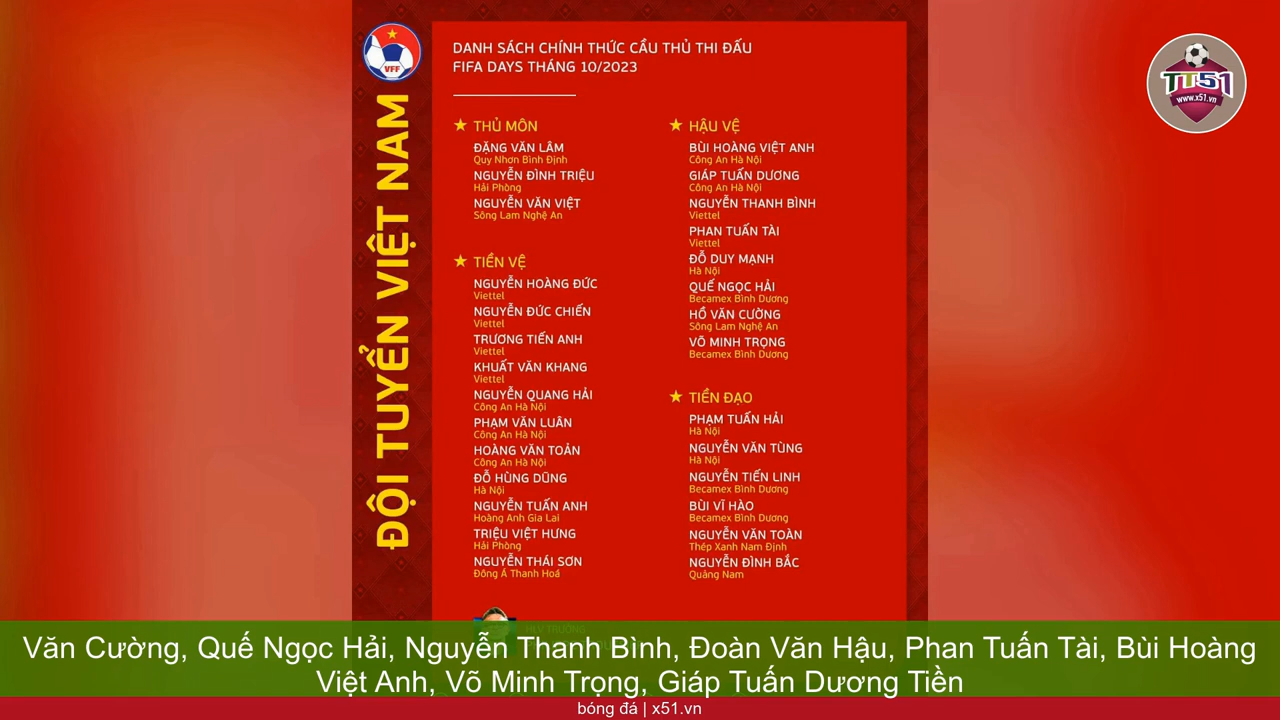 VFF
ĐỘI TUYỂN VIỆT NAM
DANH SÁCH CHÍNH THỨC CẦU THỦ THI ĐẤU
FIFA DAYS THÁNG 10/2023
THỦ MÔN
ĐẶNG VĂN LÂM
Quy Nhơn Bình Định
NGUYỄN ĐÌNH TRIỆU
Hải Phòng
NGUYỄN VĂN VIỆT
Sông Lam Nghệ An
TIỀN VỆ
NGUYỄN HOÀNG ĐỨC
Viettel
NGUYỄN ĐỨC CHIẾN
Viettel
TRƯƠNG TIẾN ANH
Viettel
KHUẤT VĂN KHANG
Viettel
NGUYỄN QUANG HẢI
Công An Hà Nội
PHẠM VĂN LUÂN
Công An Hà Nội
HOÀNG VĂN TOẢN
Công An Hà Nội
ĐỖ HÙNG DŨNG
Hà Nội
NGUYỄN TUẤN ANH
Hoàng Anh Gia Lai
TRIỆU VIỆT HƯNG
Hải Phòng
NGUYỄN THÁI SƠN
Đông Á Thanh Hoá
HẬU VỆ
BÙI HOÀNG VIỆT ANH
Công An Hà Nội
GIÁP TUẤN DƯƠNG
Công An Hà Nội
NGUYỄN THANH BÌNH
Viettel
PHAN TUẤN TÀI
Viettel
ĐỖ DUY MẠNH
Hà Nội
QUẾ NGỌC HẢI
Becamex Bình Dương
HỒ VĂN CƯỜNG
Sông Lam Nghệ An
VÕ MINH TRỌNG
Becamex Bình Dương
TIỀN ĐẠO
PHẠM TUẤN HẢI
Hà Nội
NGUYỄN VĂN TÙNG
Hà Nội
NGUYỄN TIẾN LINH
Becamex Bình Dương
BÙI VĨ HÀO
Becamex Bình Dương
NGUYỄN VĂN TOÀN
Thép Xanh Nam Định
NGUYỄN ĐÌNH BẮC
Quảng Nam
TT51
www.x51.vn
Văn Cường, Quế Ngọc Hải, Nguyễn Thanh Bình, Đoàn Văn Hậu, Phan Tuấn Tài, Bùi Hoàng
Việt Anh, Võ Minh Trọng, Giáp Tuấn Dương Tiền
bóng đá | x51.vn